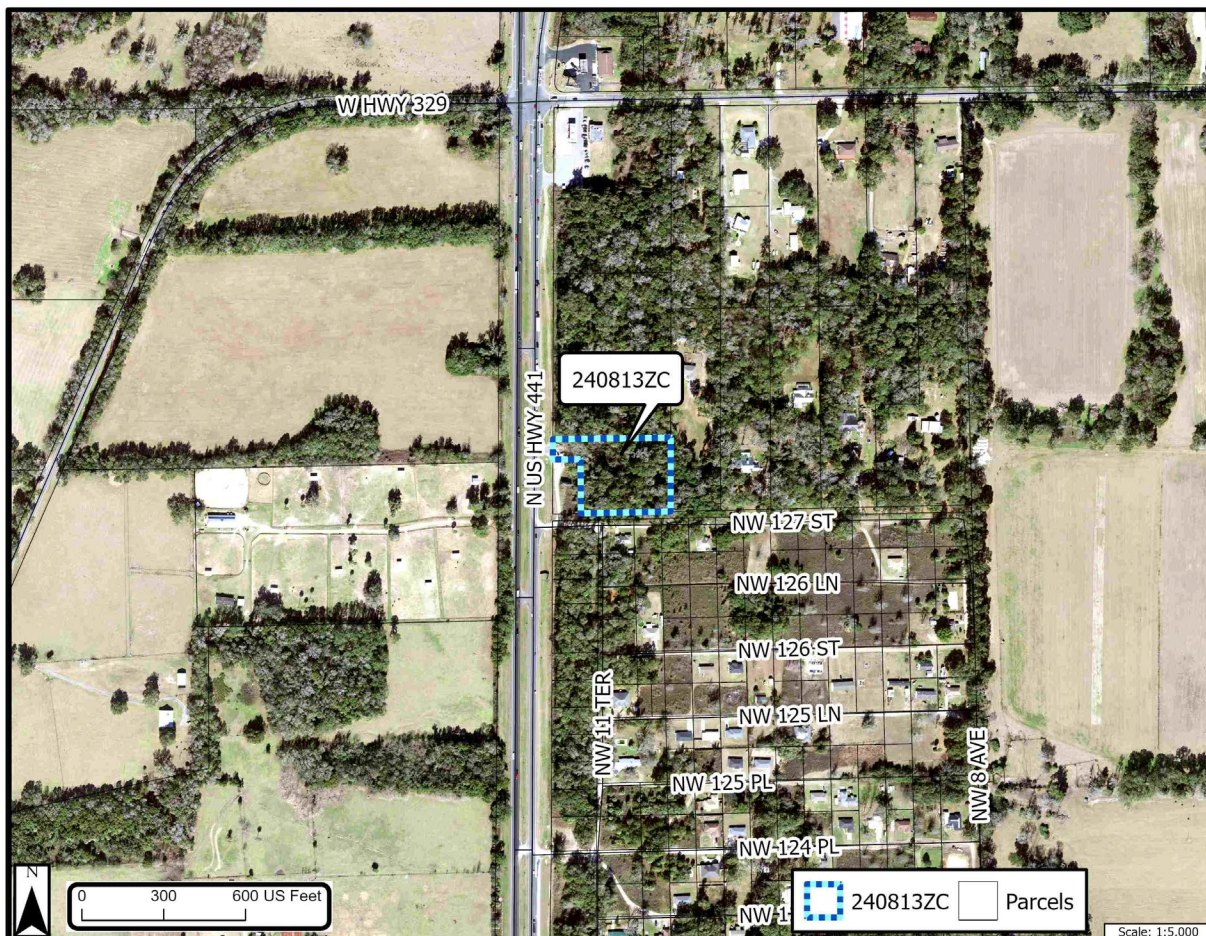 W HWY 329
240813ZC
N US HWY 441
NW 127 ST
NW 126 LN
NW 126 ST
NW 11 TER
NW 125 LN
NW 125 PL
NW 8 AVE
NW 124 PL
NW 1
N
0 300 600 US Feet
240813ZC Parcels
Scale: 1:5,000